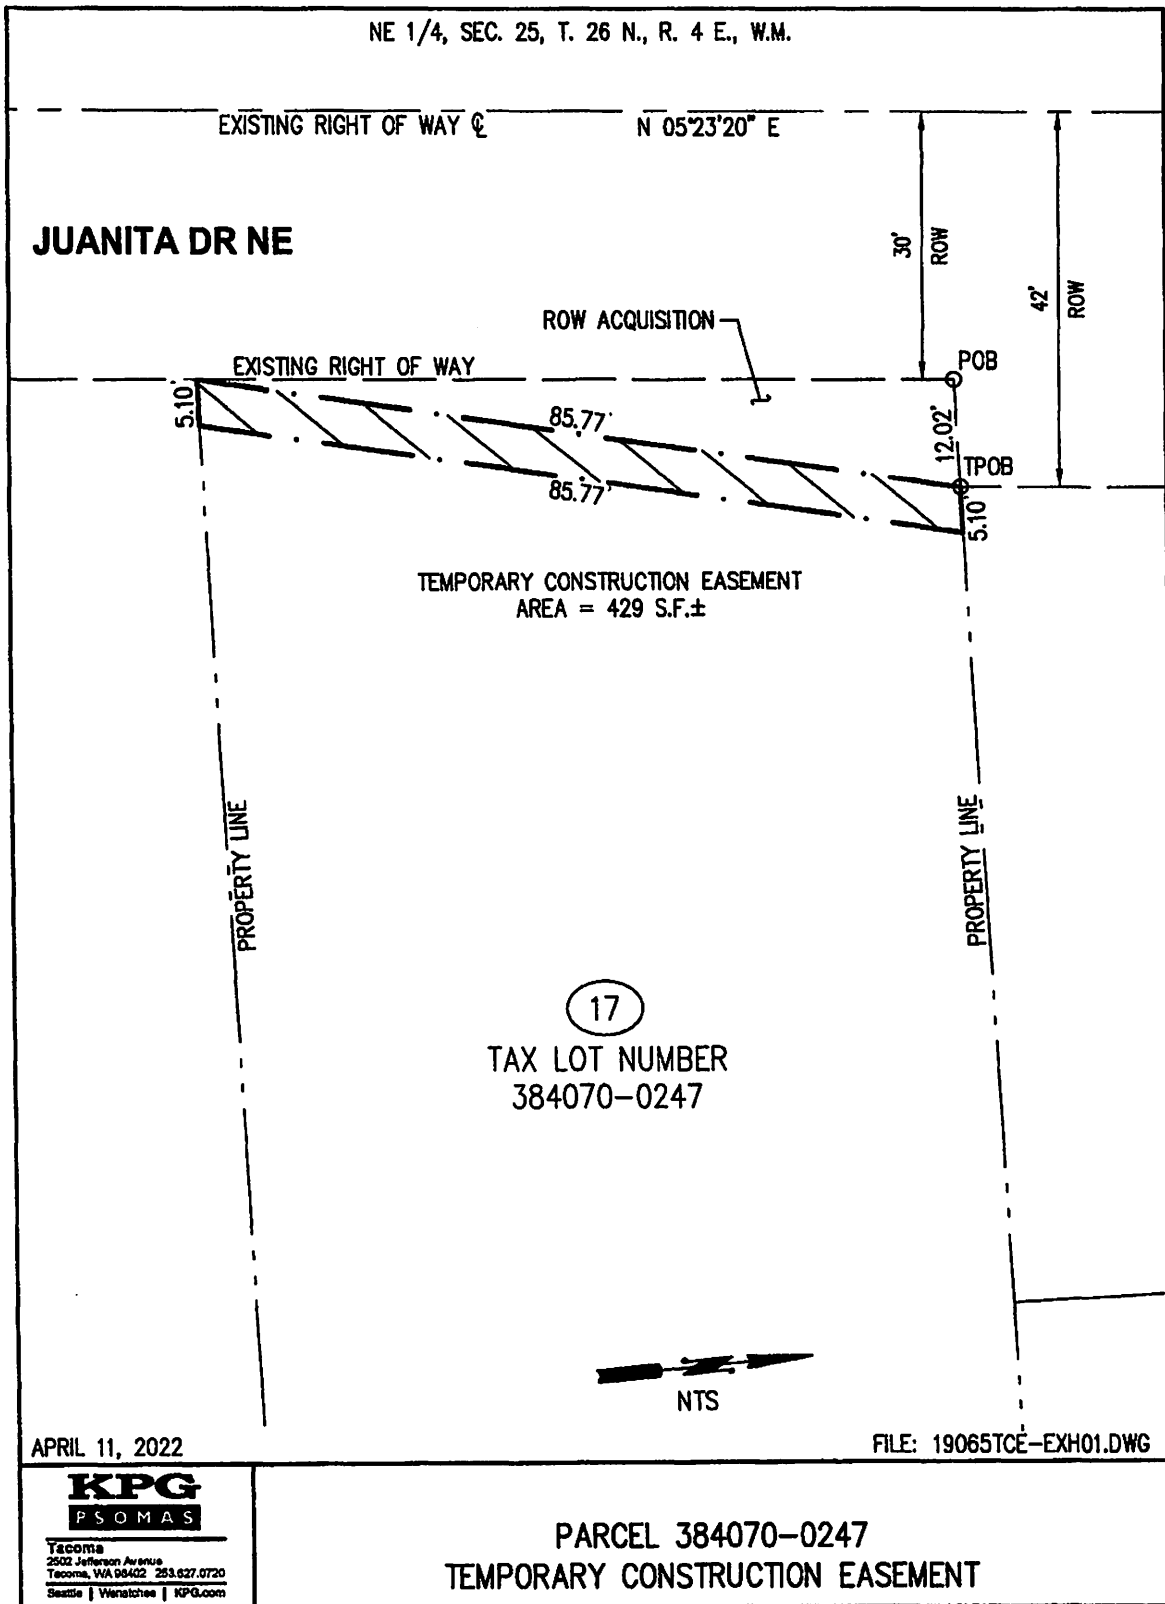 NE 1/4, SEC. 25, T. 26 N., R. 4 E., W.M.
EXISTING RIGHT OF WAY ℄
N 05°23'20" E
JUANITA DR NE
30'
ROW
42'
ROW
ROW ACQUISITION
EXISTING RIGHT OF WAY
POB
5.10'
85.77'
12.02'
TPOB
85.77'
5.10'
TEMPORARY CONSTRUCTION EASEMENT
AREA = 429 S.F.±
PROPERTY LINE
PROPERTY LINE
17
TAX LOT NUMBER
384070-0247
NTS
APRIL 11, 2022
FILE: 19065TCE-EXH01.DWG
KPG
PSOMAS
Tacoma
2502 Jefferson Avenue
Tacoma, WA 98402 253.627.0720
Seattle | Wenatchee | KPG.com
PARCEL 384070-0247
TEMPORARY CONSTRUCTION EASEMENT